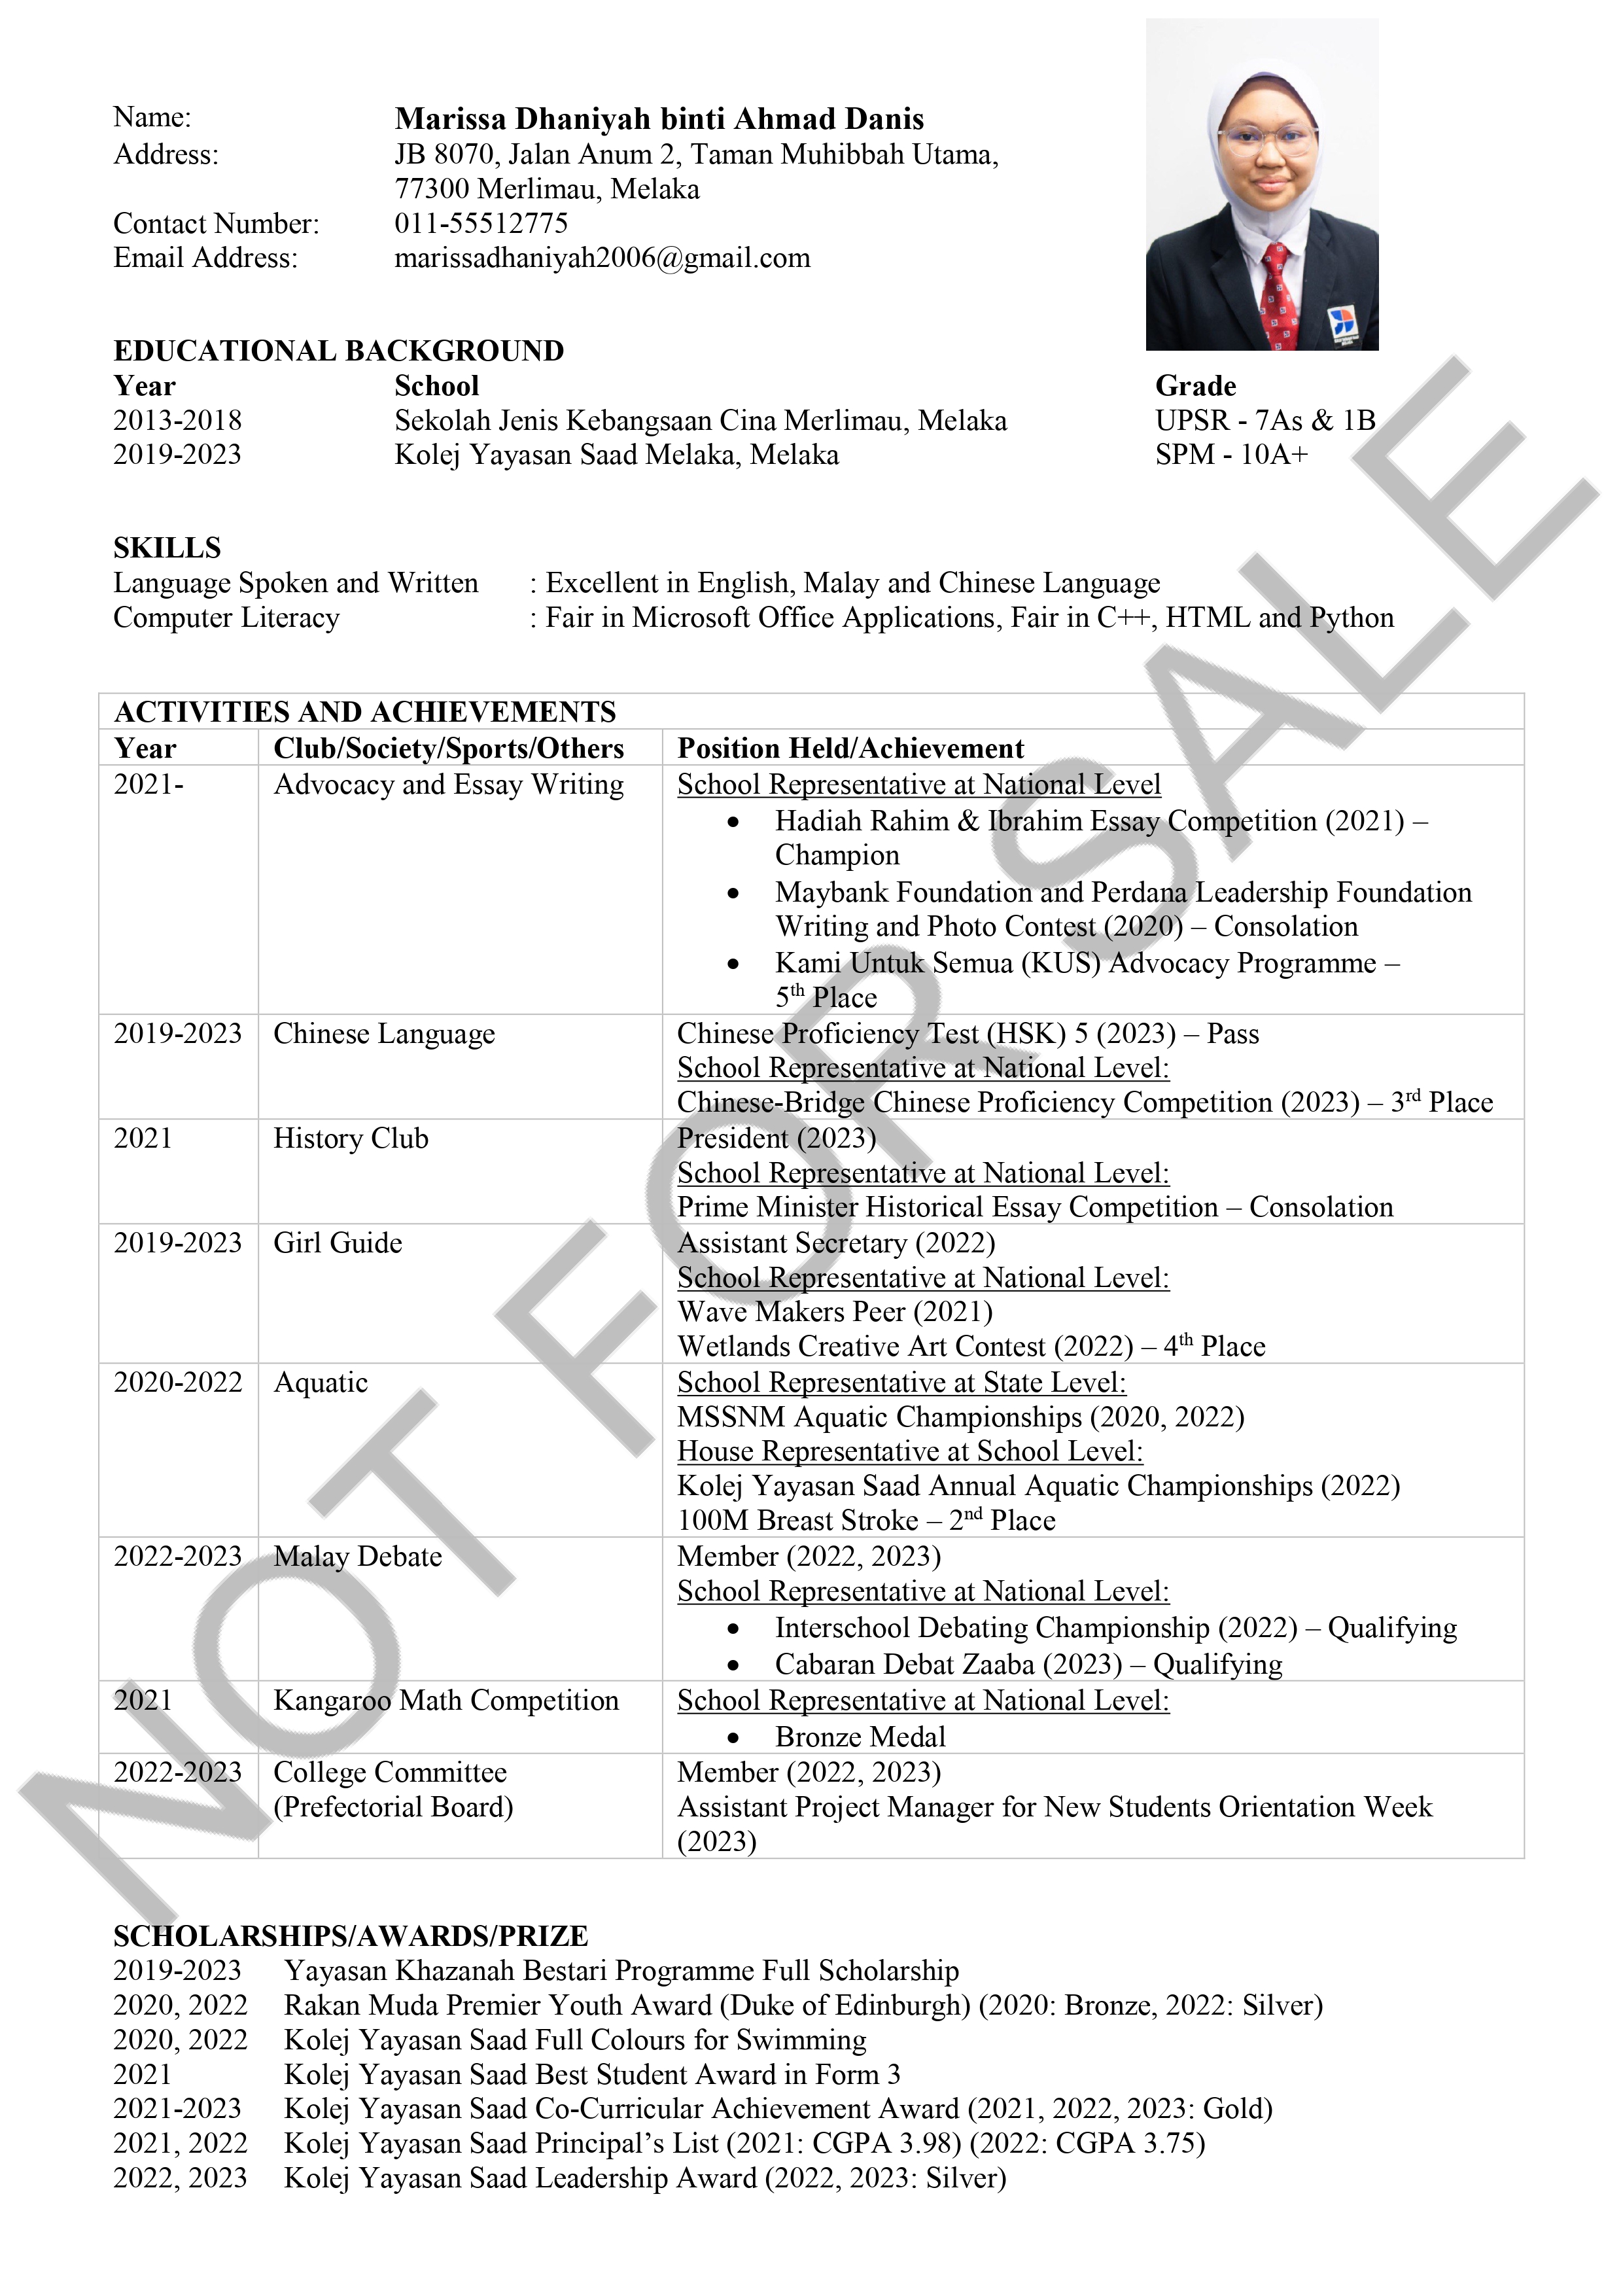 Name: Marissa Dhaniyah binti Ahmad Danis
Address: JB 8070, Jalan Anum 2, Taman Muhibbah Utama,
77300 Merlimau, Melaka
Contact Number: 011-55512775
Email Address: marissadhaniyah2006@gmail.com
EDUCATIONAL BACKGROUND
Year School Grade
2013-2018 Sekolah Jenis Kebangsaan Cina Merlimau, Melaka UPSR - 7As & 1B
2019-2023 Kolej Yayasan Saad Melaka, Melaka SPM - 10A+
SKILLS
Language Spoken and Written : Excellent in English, Malay and Chinese Language
Computer Literacy : Fair in Microsoft Office Applications, Fair in C++, HTML and Python
ACTIVITIES AND ACHIEVEMENTS
Year Club/Society/Sports/Others Position Held/Achievement
2021- Advocacy and Essay Writing School Representative at National Level
• Hadiah Rahim & Ibrahim Essay Competition (2021) –
Champion
• Maybank Foundation and Perdana Leadership Foundation
Writing and Photo Contest (2020) – Consolation
• Kami Untuk Semua (KUS) Advocacy Programme –
5th Place
2019-2023 Chinese Language Chinese Proficiency Test (HSK) 5 (2023) – Pass
School Representative at National Level:
Chinese-Bridge Chinese Proficiency Competition (2023) – 3rd Place
2021 History Club President (2023)
School Representative at National Level:
Prime Minister Historical Essay Competition – Consolation
2019-2023 Girl Guide Assistant Secretary (2022)
School Representative at National Level:
Wave Makers Peer (2021)
Wetlands Creative Art Contest (2022) – 4th Place
2020-2022 Aquatic School Representative at State Level:
MSSNM Aquatic Championships (2020, 2022)
House Representative at School Level:
Kolej Yayasan Saad Annual Aquatic Championships (2022)
100M Breast Stroke – 2nd Place
2022-2023 Malay Debate Member (2022, 2023)
School Representative at National Level:
• Interschool Debating Championship (2022) – Qualifying
• Cabaran Debat Zaaba (2023) – Qualifying
2021 Kangaroo Math Competition School Representative at National Level:
• Bronze Medal
2022-2023 College Committee Member (2022, 2023)
(Prefectorial Board) Assistant Project Manager for New Students Orientation Week
(2023)
SCHOLARSHIPS/AWARDS/PRIZE
2019-2023 Yayasan Khazanah Bestari Programme Full Scholarship
2020, 2022 Rakan Muda Premier Youth Award (Duke of Edinburgh) (2020: Bronze, 2022: Silver)
2020, 2022 Kolej Yayasan Saad Full Colours for Swimming
2021 Kolej Yayasan Saad Best Student Award in Form 3
2021-2023 Kolej Yayasan Saad Co-Curricular Achievement Award (2021, 2022, 2023: Gold)
2021, 2022 Kolej Yayasan Saad Principal’s List (2021: CGPA 3.98) (2022: CGPA 3.75)
2022, 2023 Kolej Yayasan Saad Leadership Award (2022, 2023: Silver)
NOT FOR SALE